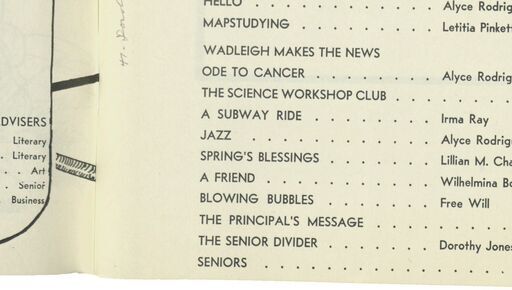 DVISERS
Literary
. . Literary
. . . Art
. . Senior
Business
HELLO . . . . . . . . . . . Alyce Rodrig
MAPSTUDYING . . . . . . . . Letitia Pinket
WADLEIGH MAKES THE NEWS
ODE TO CANCER . . . . . . . Alyce Rodrig
THE SCIENCE WORKSHOP CLUB . . . . . .
A SUBWAY RIDE . . . . . . . Irma Ray
JAZZ . . . . . . . . . . . Alyce Rodrig
SPRING'S BLESSINGS . . . . . . Lillian M. Cha
A FRIEND . . . . . . . . . Wilhelmina Bo
BLOWING BUBBLES . . . . . . Free Will
THE PRINCIPAL'S MESSAGE . . . . . . .
THE SENIOR DIVIDER . . . . . . Dorothy Jones
SENIORS . . . . . . . . . . . . . .